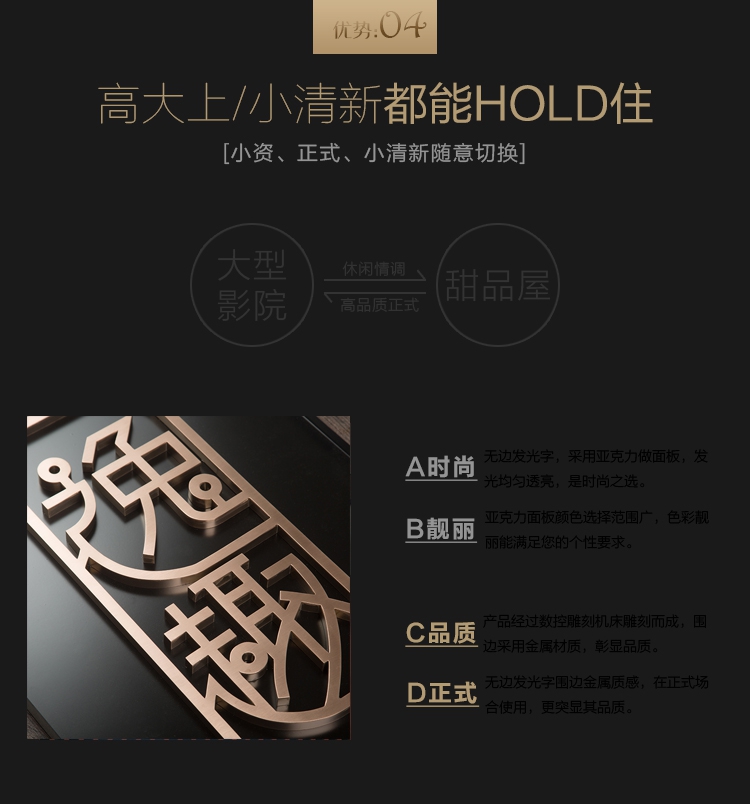 优势:04
高大上/小清新都能HOLD住
[小资、正式、小清新随意切换]
大型
影院
休闲情调
高品质正式
甜品屋
逸趣
A时尚
无边发光字，采用亚克力做面板，发
光均匀透亮，是时尚之选。
B靓丽
亚克力面板颜色选择范围广，色彩靓
丽能满足您的个性要求。
C品质
产品经过数控雕刻机床雕刻而成，围
边采用金属材质，彰显品质。
D正式
无边发光字围边金属质感，在正式场
合使用，更突显其品质。